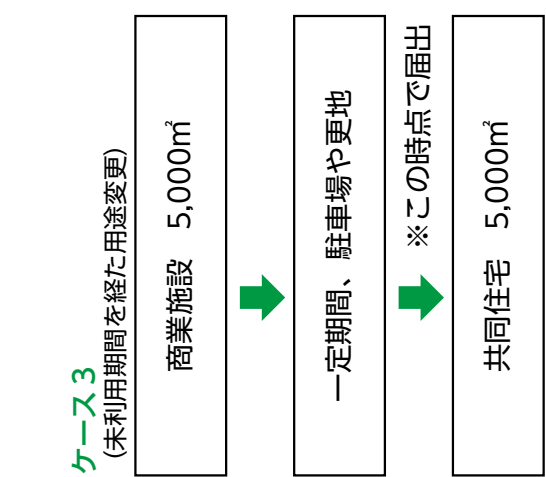 ケース3
(未利用期間を経た用途変更)
商業施設 5,000㎡
一定期間、駐車場や更地
※この時点で届出
共同住宅 5,000㎡